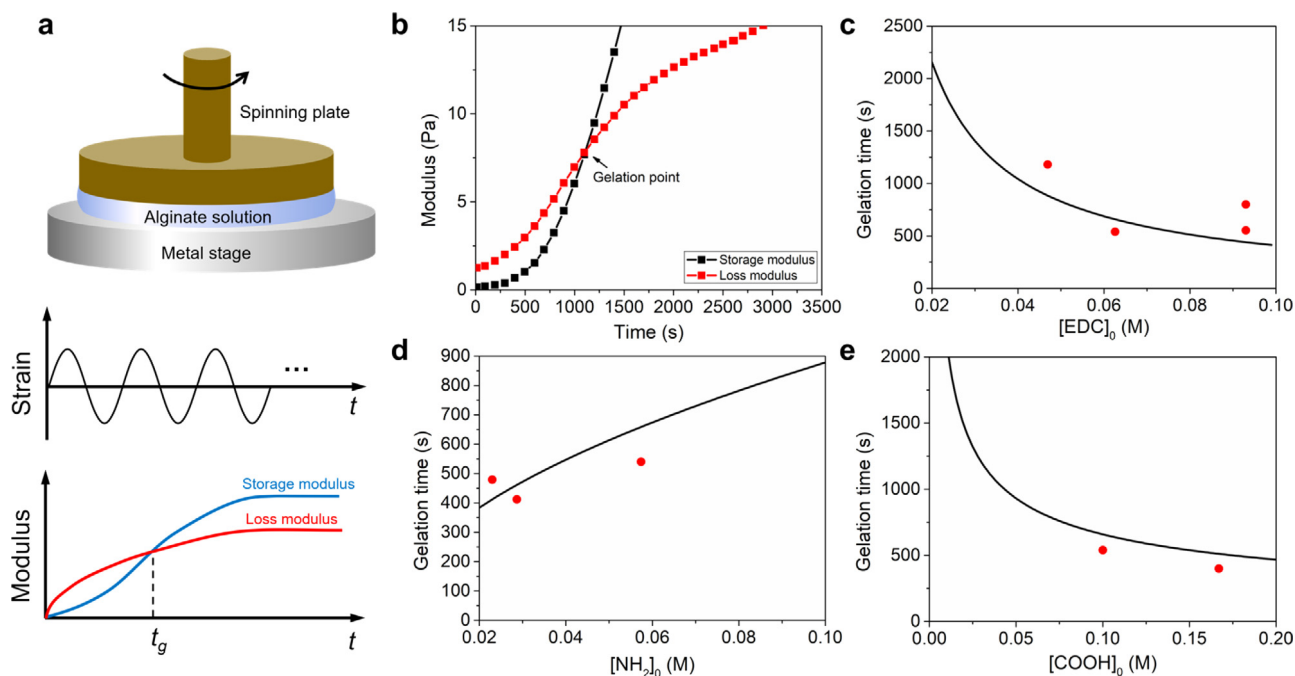 a
Spinning plate
Alginate solution
Metal stage
Strain
...
t
Modulus
Storage modulus
Loss modulus
t_g
t
b
Modulus (Pa)
15
10
5
0
Gelation point
Storage modulus
Loss modulus
0 500 1000 1500 2000 2500 3000 3500
Time (s)
c
Gelation time (s)
2500
2000
1500
1000
500
0
0.02 0.04 0.06 0.08 0.10
[EDC]₀ (M)
d
Gelation time (s)
900
800
700
600
500
400
300
200
100
0
0.02 0.04 0.06 0.08 0.10
[NH₂]₀ (M)
e
Gelation time (s)
2000
1500
1000
500
0
0.00 0.05 0.10 0.15 0.20
[COOH]₀ (M)